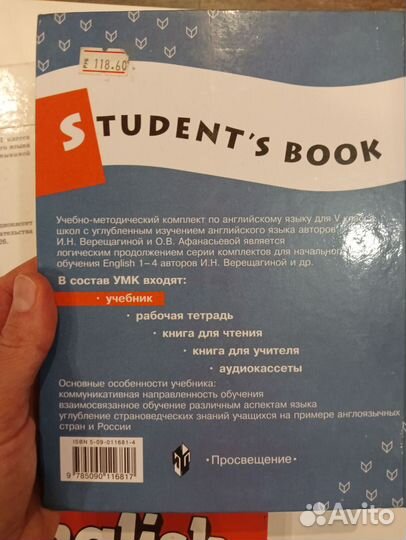 ₤ 118.60
STUDENT'S BOOK
Учебно-методический комплект по английскому языку для V
школ с углубленным изучением английского языка авторов
И.Н. Верещагиной и О.В. Афанасьевой является
логическим продолжением серии комплектов для начального
обучения English 1–4 авторов И.Н. Верещагиной и др.
В состав УМК входят:
• учебник
• рабочая тетрадь
• книга для чтения
• книга для учителя
• аудиокассеты
Основные особенности учебника:
коммуникативная направленность обучения
взаимосвязанное обучение различным аспектам языка
углубление страноведческих знаний учащихся на примере англоязычных
стран и России
ISBN 5-09-011681-4
9 785090 116817
• Просвещение •
English
Avito